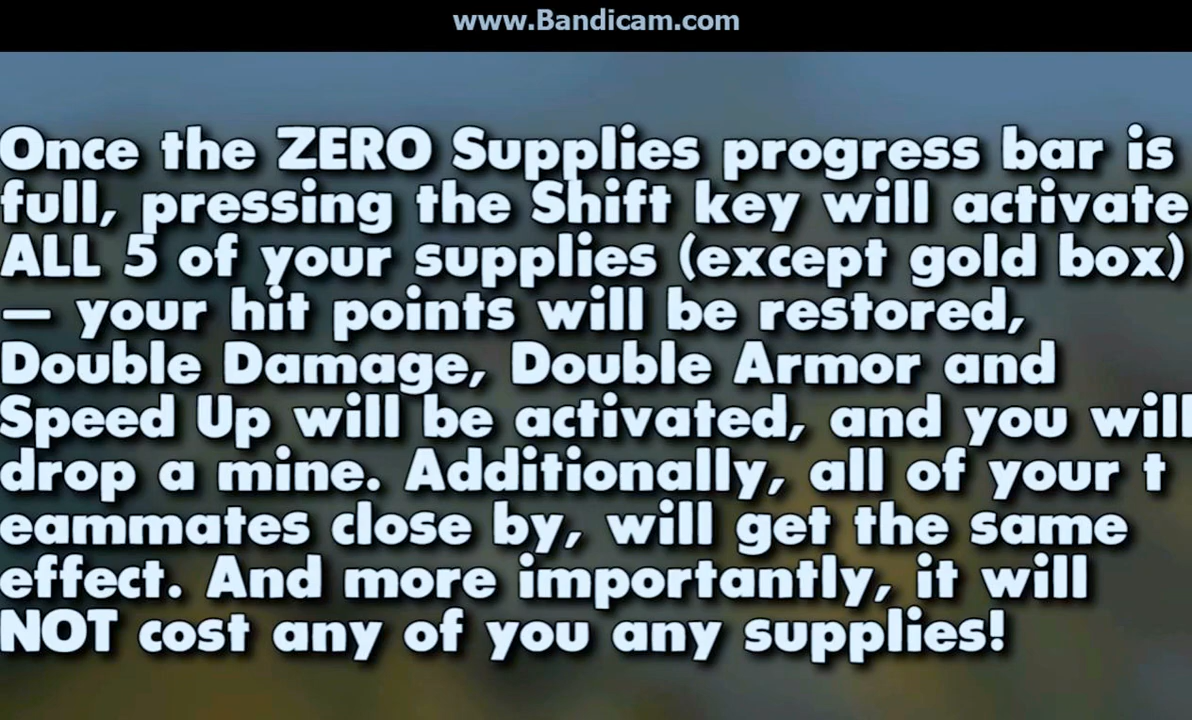 www.Bandicam.com
Once the ZERO Supplies progress bar is
full, pressing the Shift key will activate
ALL 5 of your supplies (except gold box)
— your hit points will be restored,
Double Damage, Double Armor and
Speed Up will be activated, and you will
drop a mine. Additionally, all of your t
eammates close by, will get the same
effect. And more importantly, it will
NOT cost any of you any supplies!